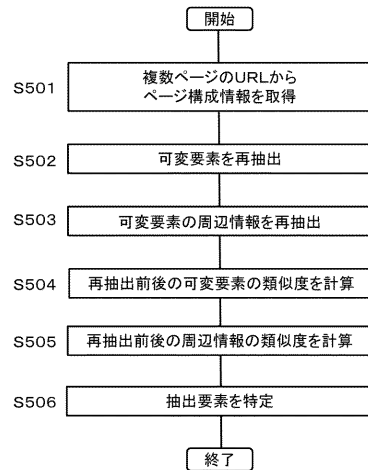 開始
S501
複数ページのURLから
ページ構成情報を取得
S502
可変要素を再抽出
S503
可変要素の周辺情報を再抽出
S504
再抽出前後の可変要素の類似度を計算
S505
再抽出前後の周辺情報の類似度を計算
S506
抽出要素を特定
終了